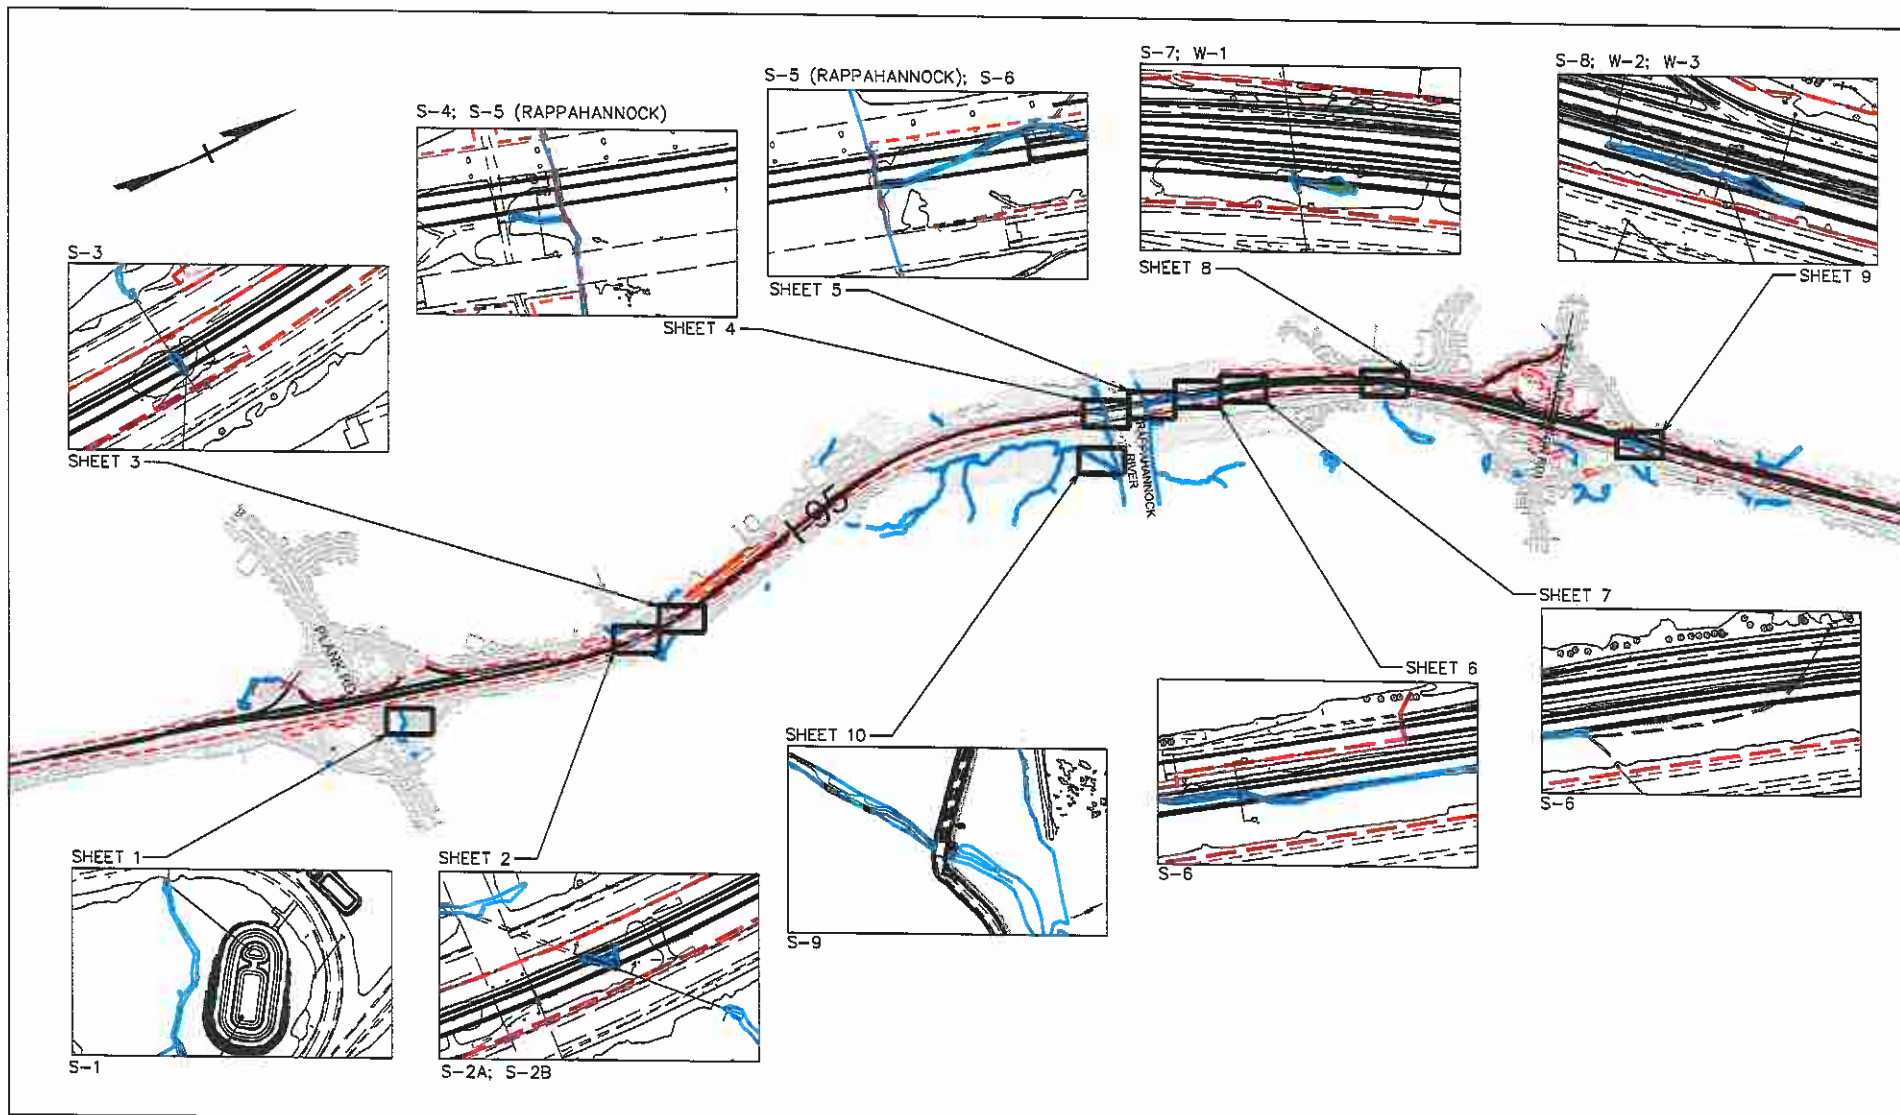 S-5 (RAPPAHANNOCK); S-6
S-7; W-1
S-8; W-2; W-3
S-4; S-5 (RAPPAHANNOCK)
S-3
SHEET 8
SHEET 9
SHEET 5
SHEET 4
SHEET 3
RAPPAHANNOCK
RIVER
I-95
SHEET 7
PLANK RD
SHEET 6
SHEET 10
S-6
SHEET 1
SHEET 2
S-6
S-9
S-1
S-2A; S-2B